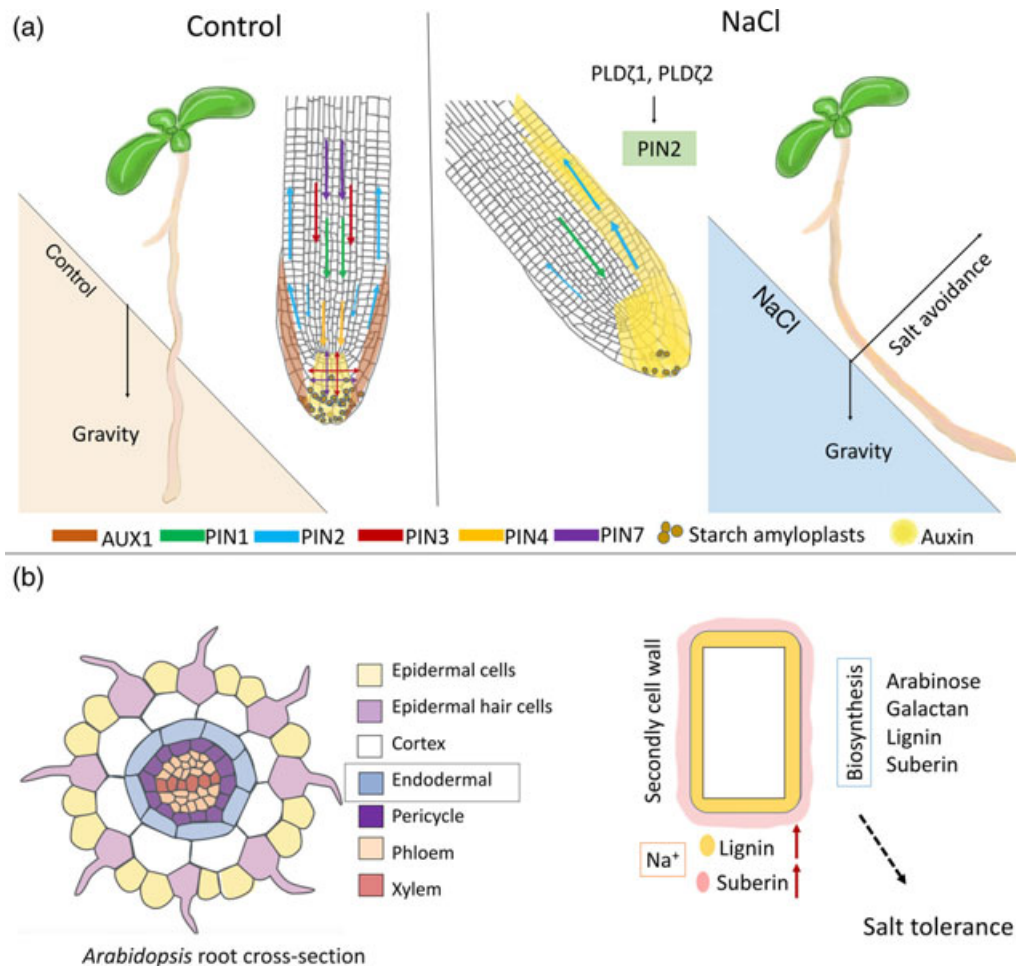 (a)
Control
NaCl
PLDζ1, PLDζ2
PIN2
Control
Gravity
NaCl
Salt avoidance
Gravity
AUX1 PIN1 PIN2 PIN3 PIN4 PIN7 Starch amyloplasts Auxin
(b)
Epidermal cells
Epidermal hair cells
Cortex
Endodermal
Pericycle
Phloem
Xylem
Arabidopsis root cross-section
Secondly cell wall
Na⁺
Lignin
Suberin
Biosynthesis
Arabinose
Galactan
Lignin
Suberin
Salt tolerance